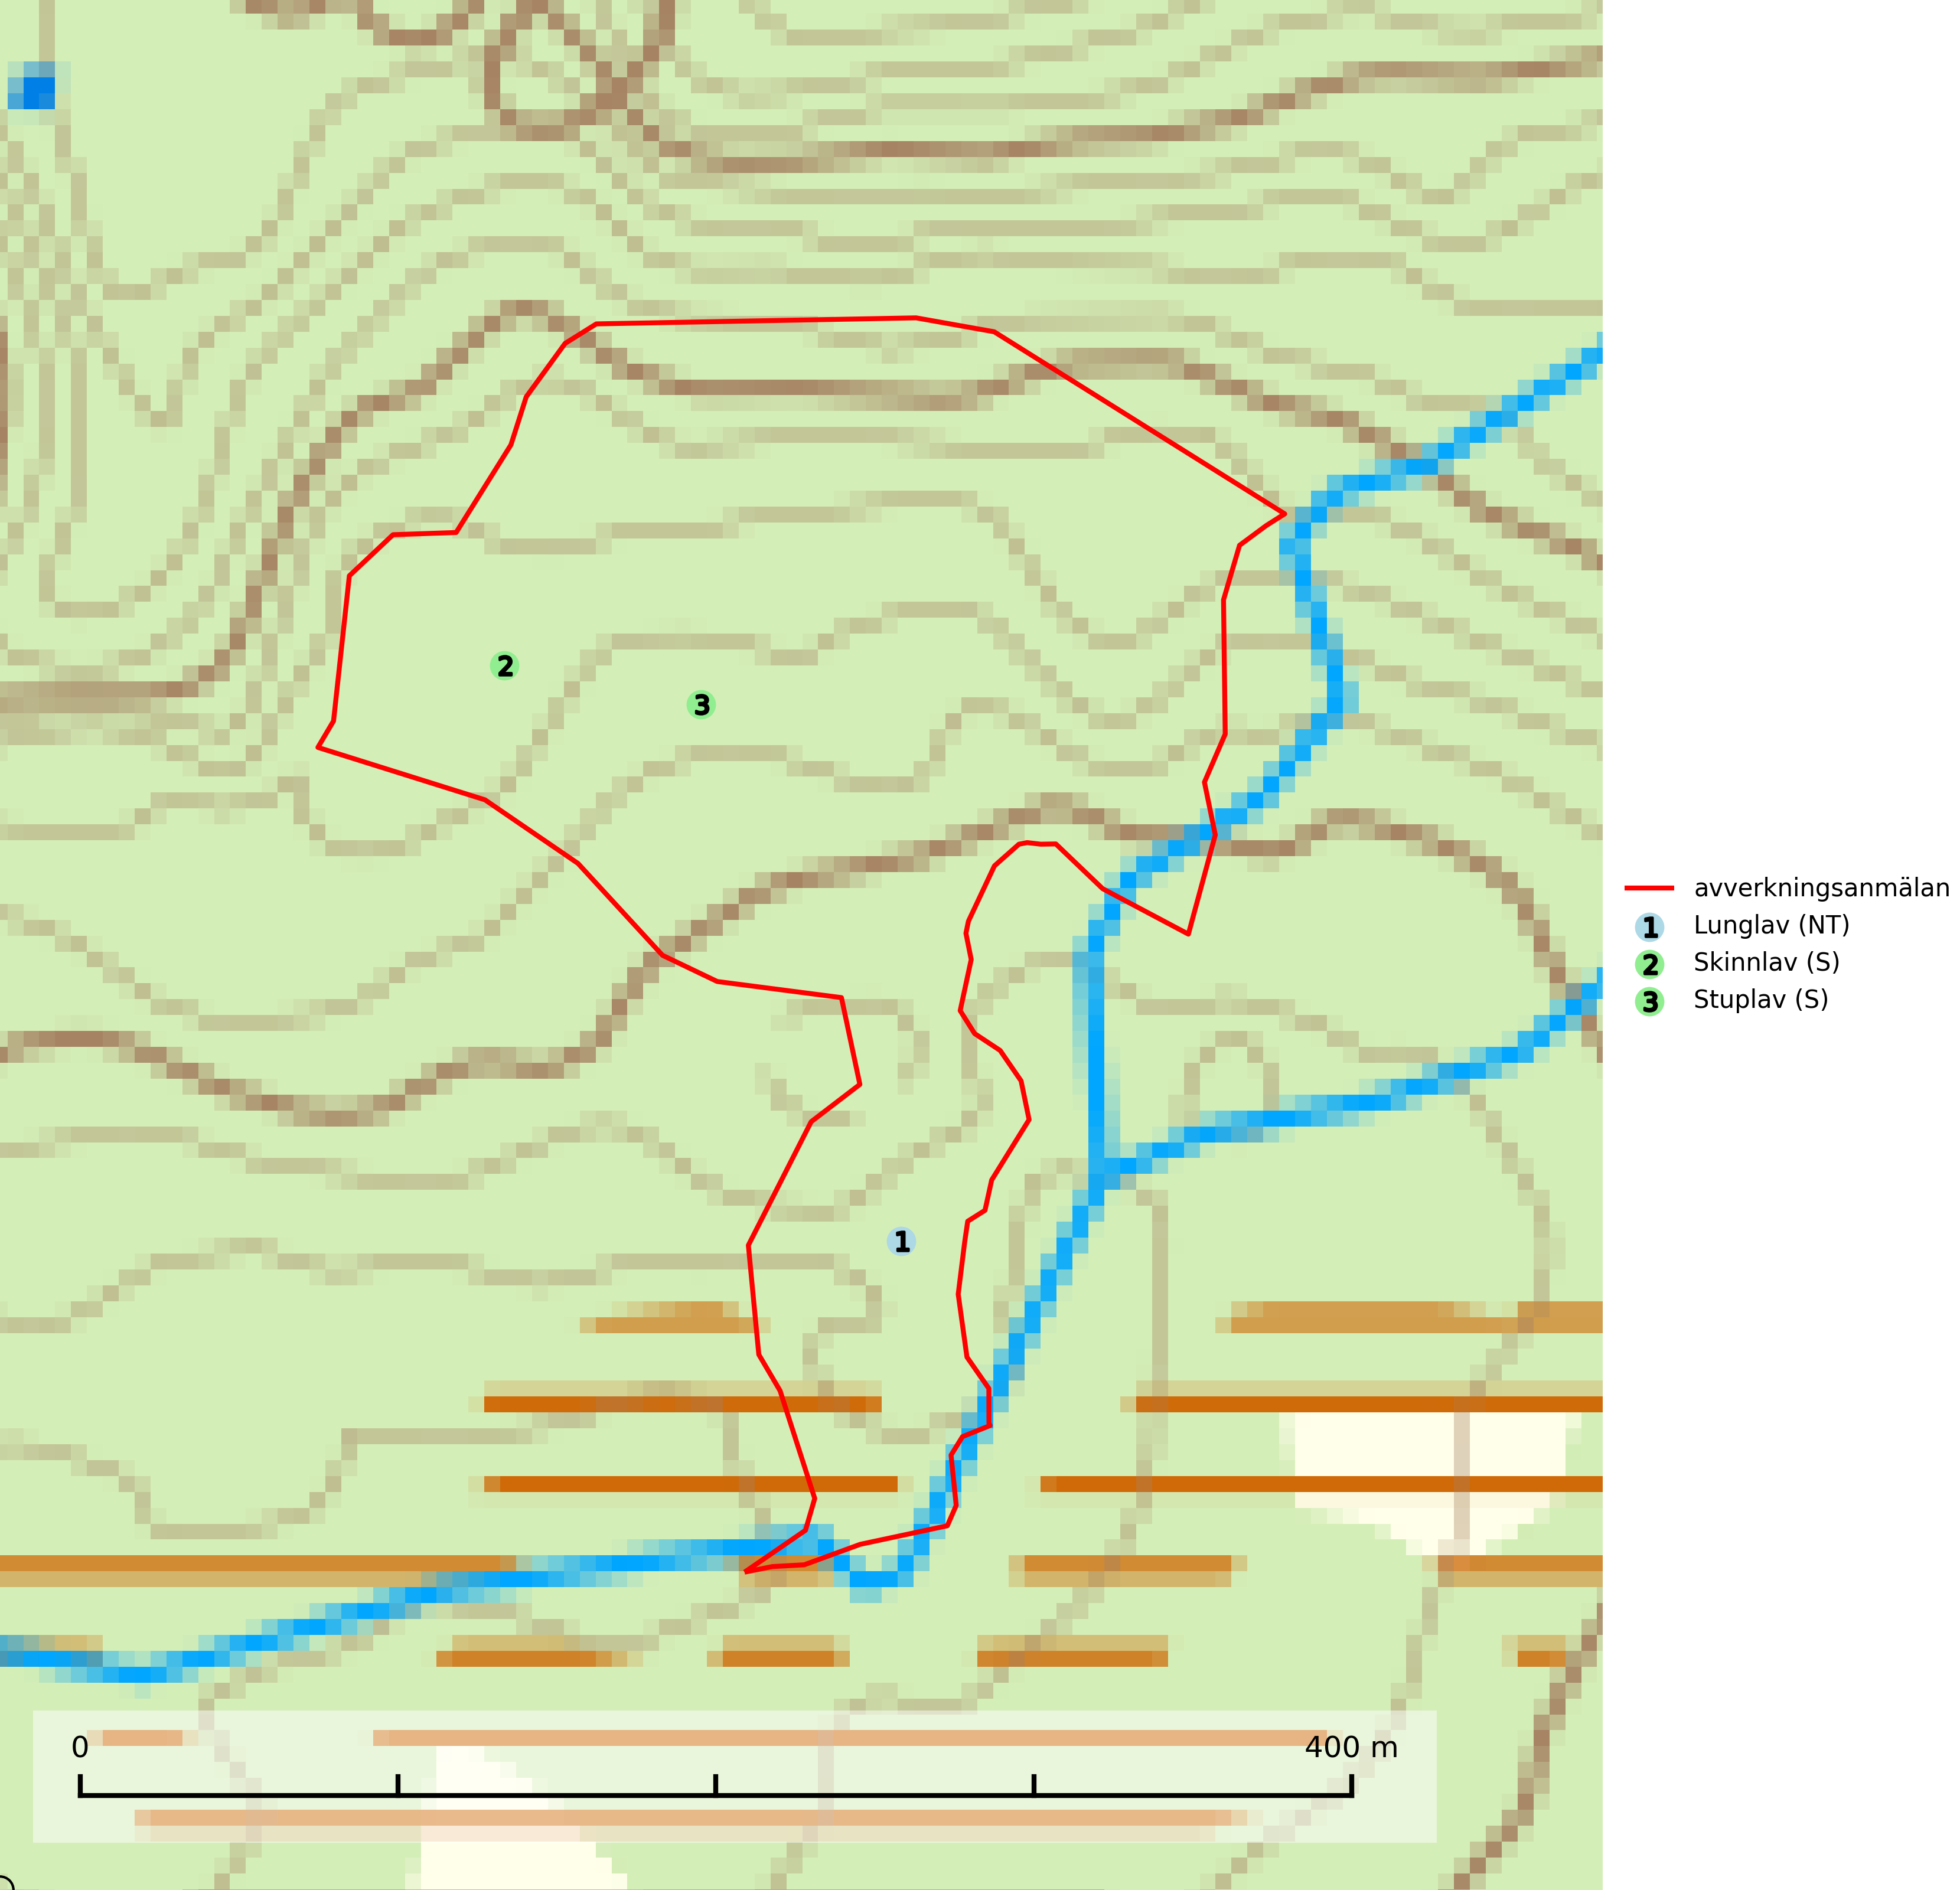 2
3
1
avverkningsanmälan
1 Lunglav (NT)
2 Skinnlav (S)
3 Stuplav (S)
0 400 m